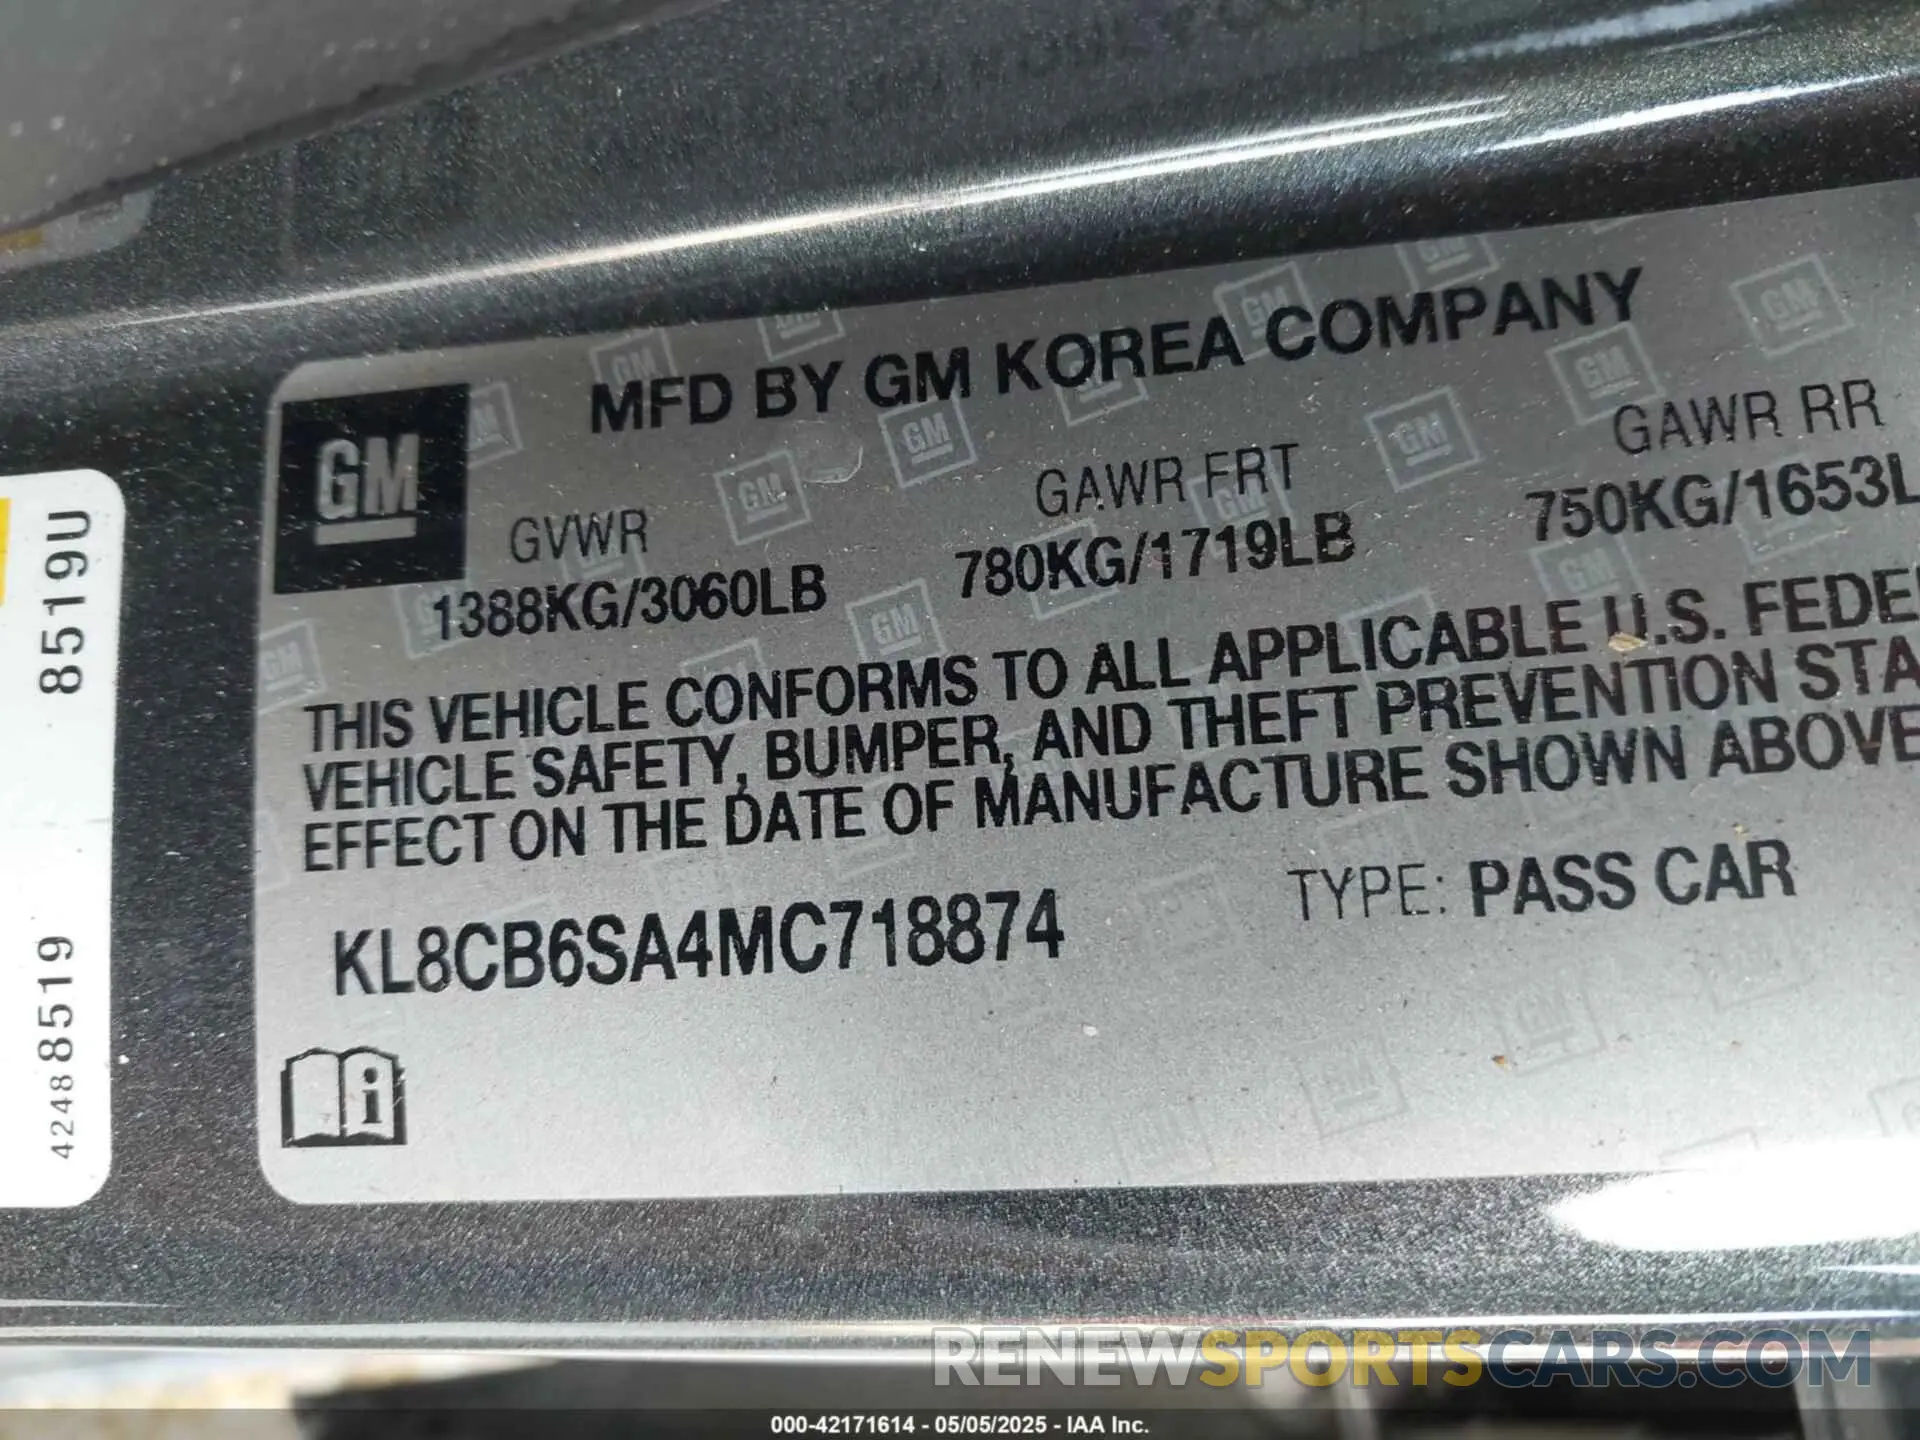 MFD BY GM KOREA COMPANY
GM
GVWR GAWR FRT GAWR RR
1388KG/3060LB 780KG/1719LB 750KG/1653L
THIS VEHICLE CONFORMS TO ALL APPLICABLE U.S. FEDE
VEHICLE SAFETY, BUMPER, AND THEFT PREVENTION STA
EFFECT ON THE DATE OF MANUFACTURE SHOWN ABOVE
KL8CB6SA4MC718874 TYPE: PASS CAR
i
8519U
42488519
RENEWSPORTSCARS.COM
000-42171614 - 05/05/2025 - IAA Inc.